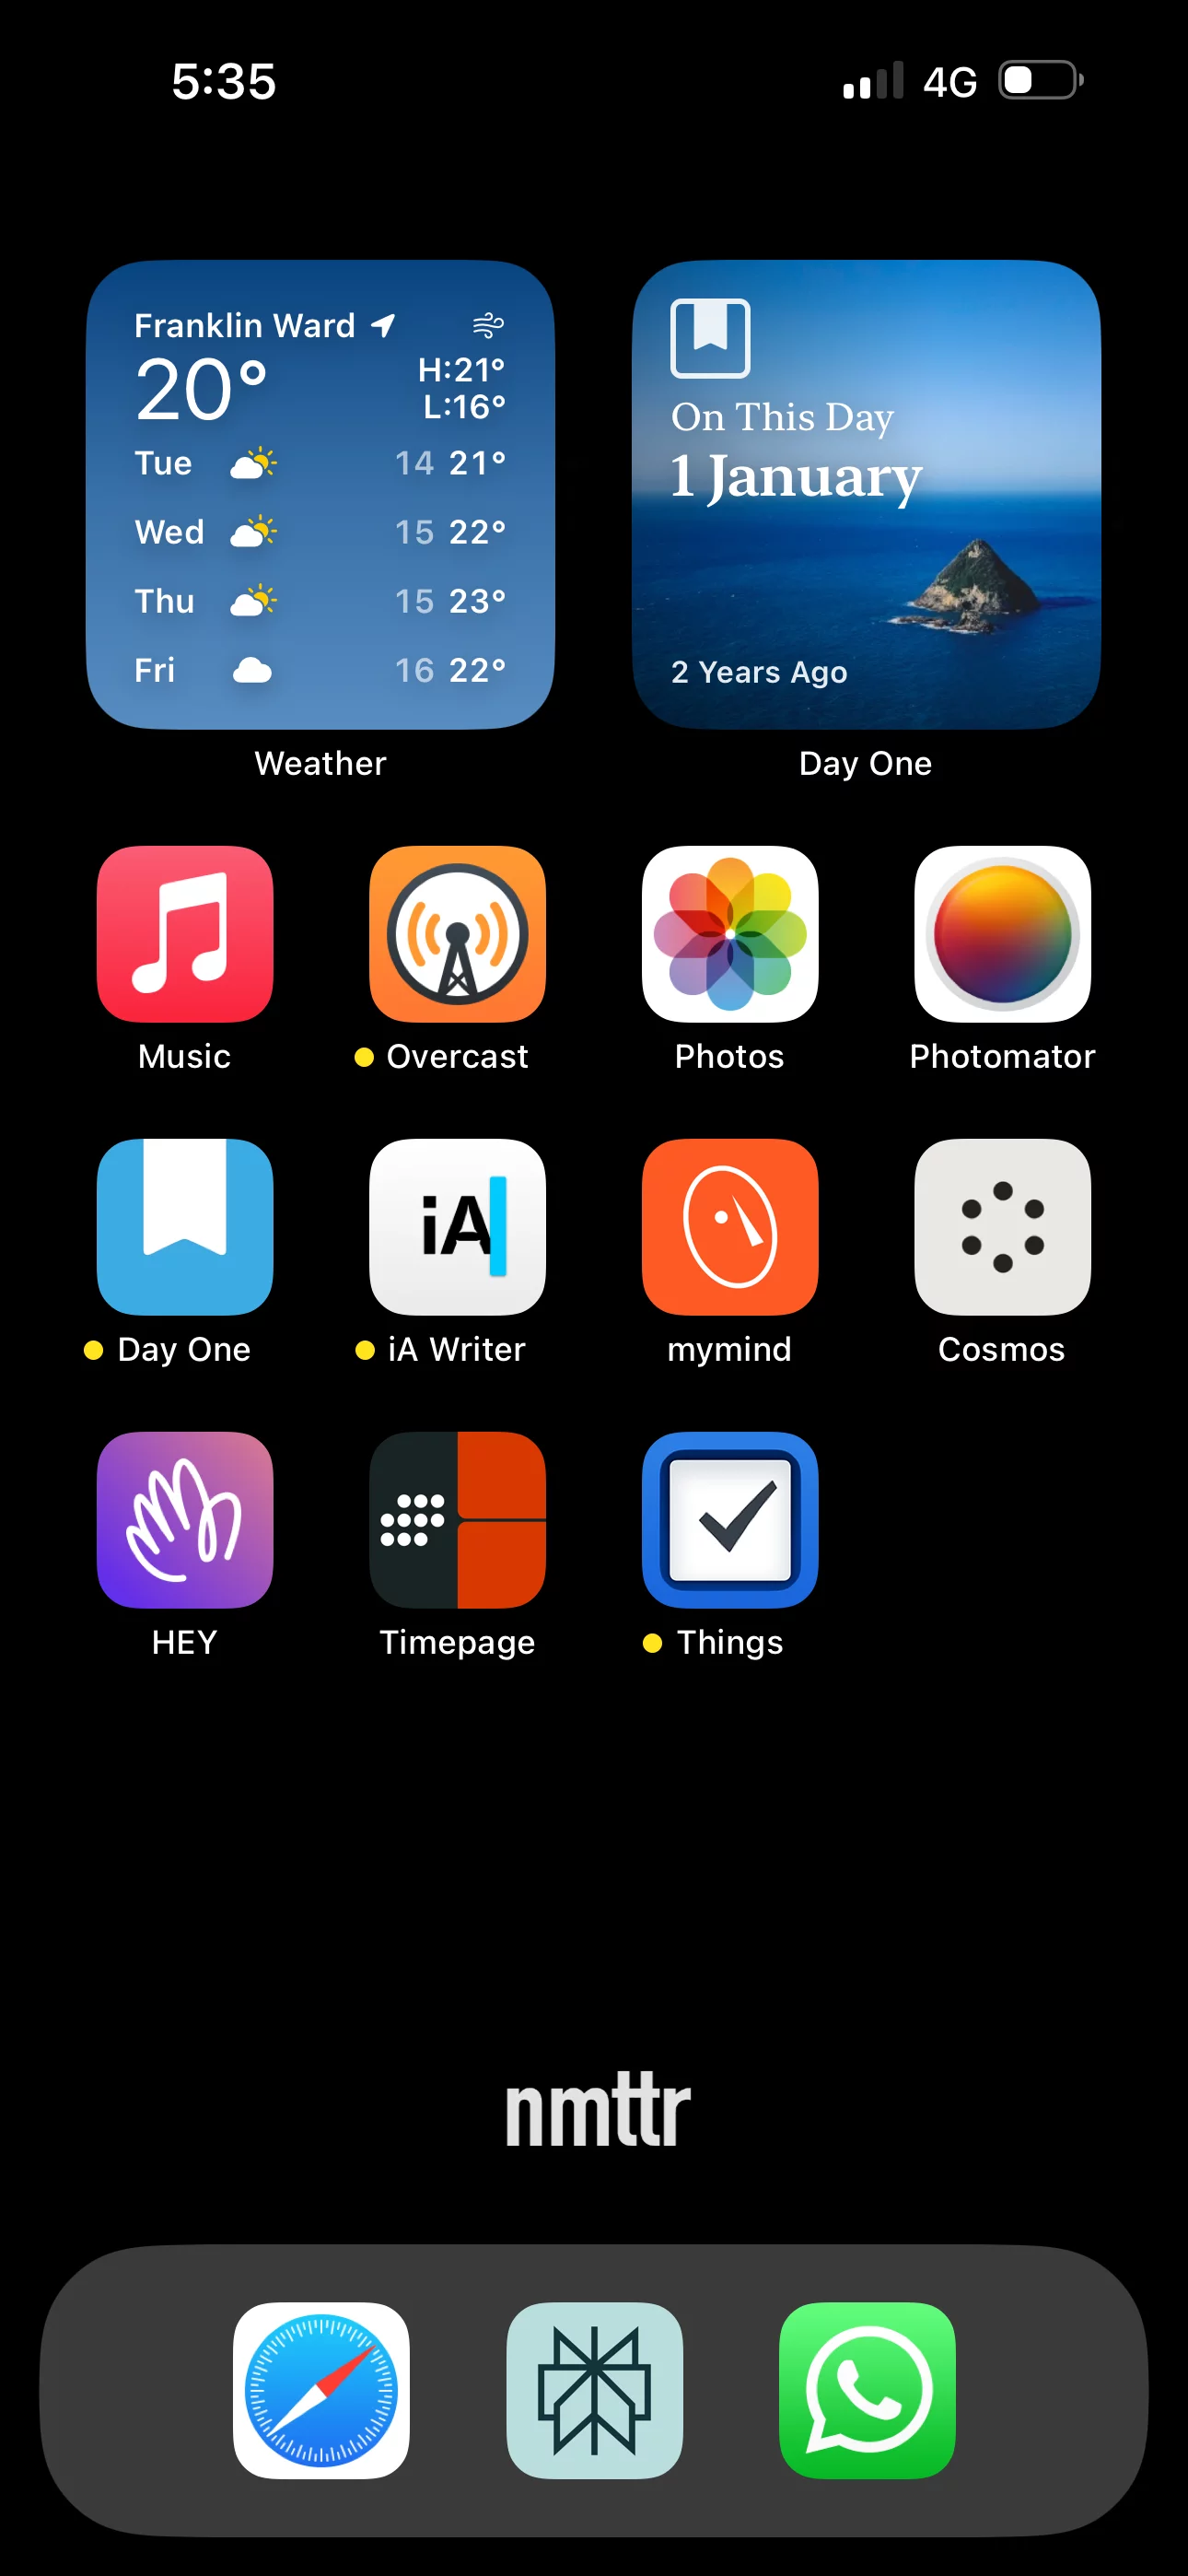 5:35
4G
Franklin Ward
20°
H:21°
L:16°
Tue 14 21°
Wed 15 22°
Thu 15 23°
Fri 16 22°
Weather
On This Day
1 January
2 Years Ago
Day One
Music
Overcast
Photos
Photomator
iA
Day One
iA Writer
mymind
Cosmos
HEY
Timepage
Things
nmttr